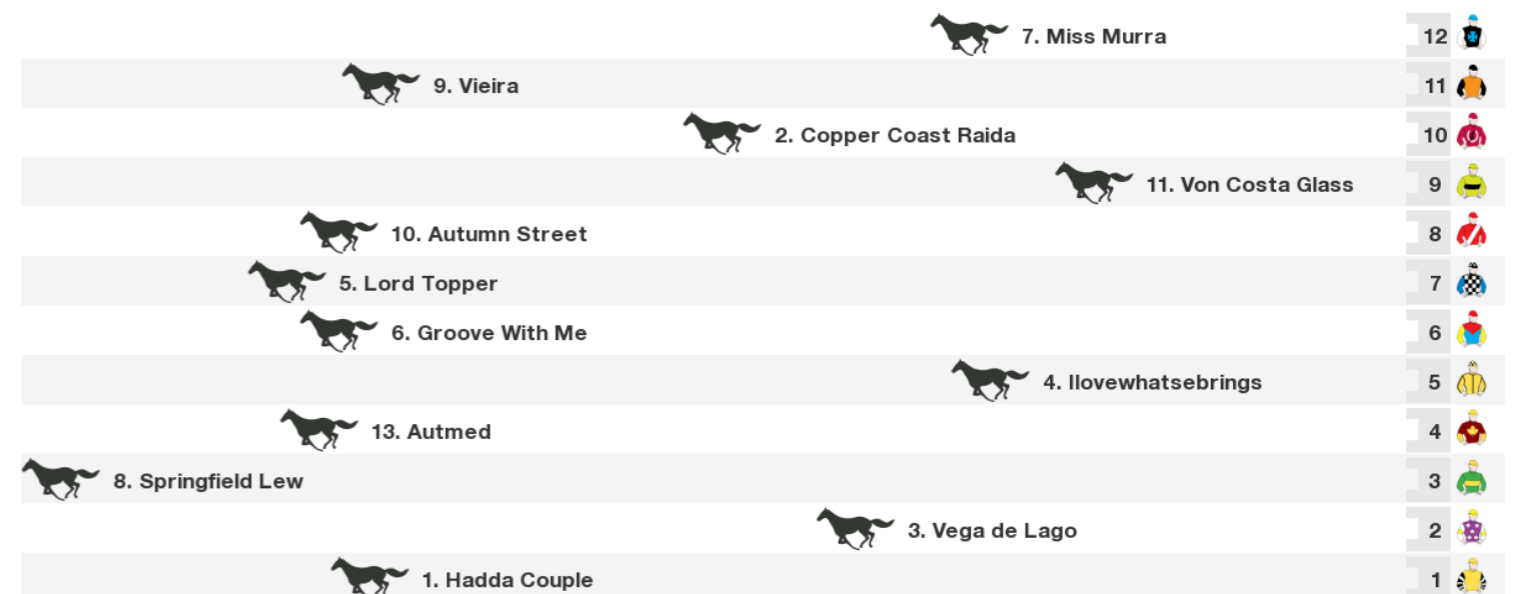 7. Miss Murra 12
9. Vieira 11
2. Copper Coast Raida 10
11. Von Costa Glass 9
10. Autumn Street 8
5. Lord Topper 7
6. Groove With Me 6
4. Ilovewhatsebrings 5
13. Autmed 4
8. Springfield Lew 3
3. Vega de Lago 2
1. Hadda Couple 1